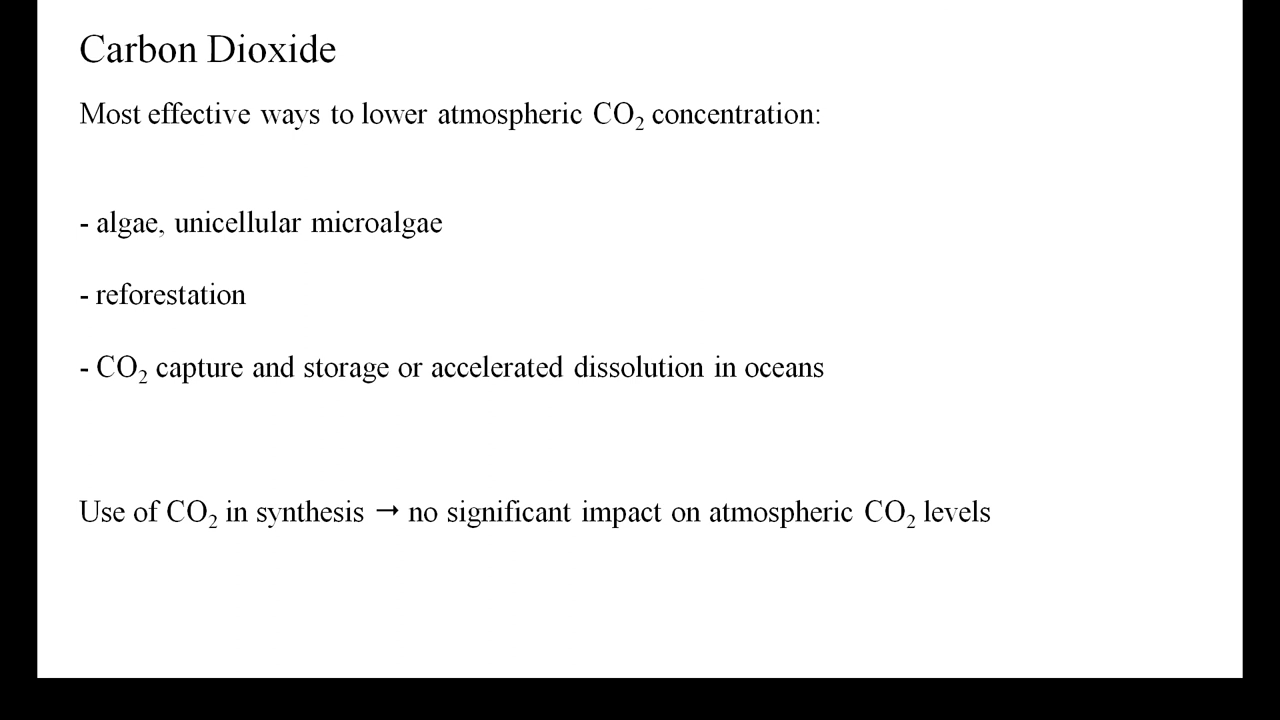 Carbon Dioxide
Most effective ways to lower atmospheric CO₂ concentration:
- algae, unicellular microalgae
- reforestation
- CO₂ capture and storage or accelerated dissolution in oceans
Use of CO₂ in synthesis → no significant impact on atmospheric CO₂ levels